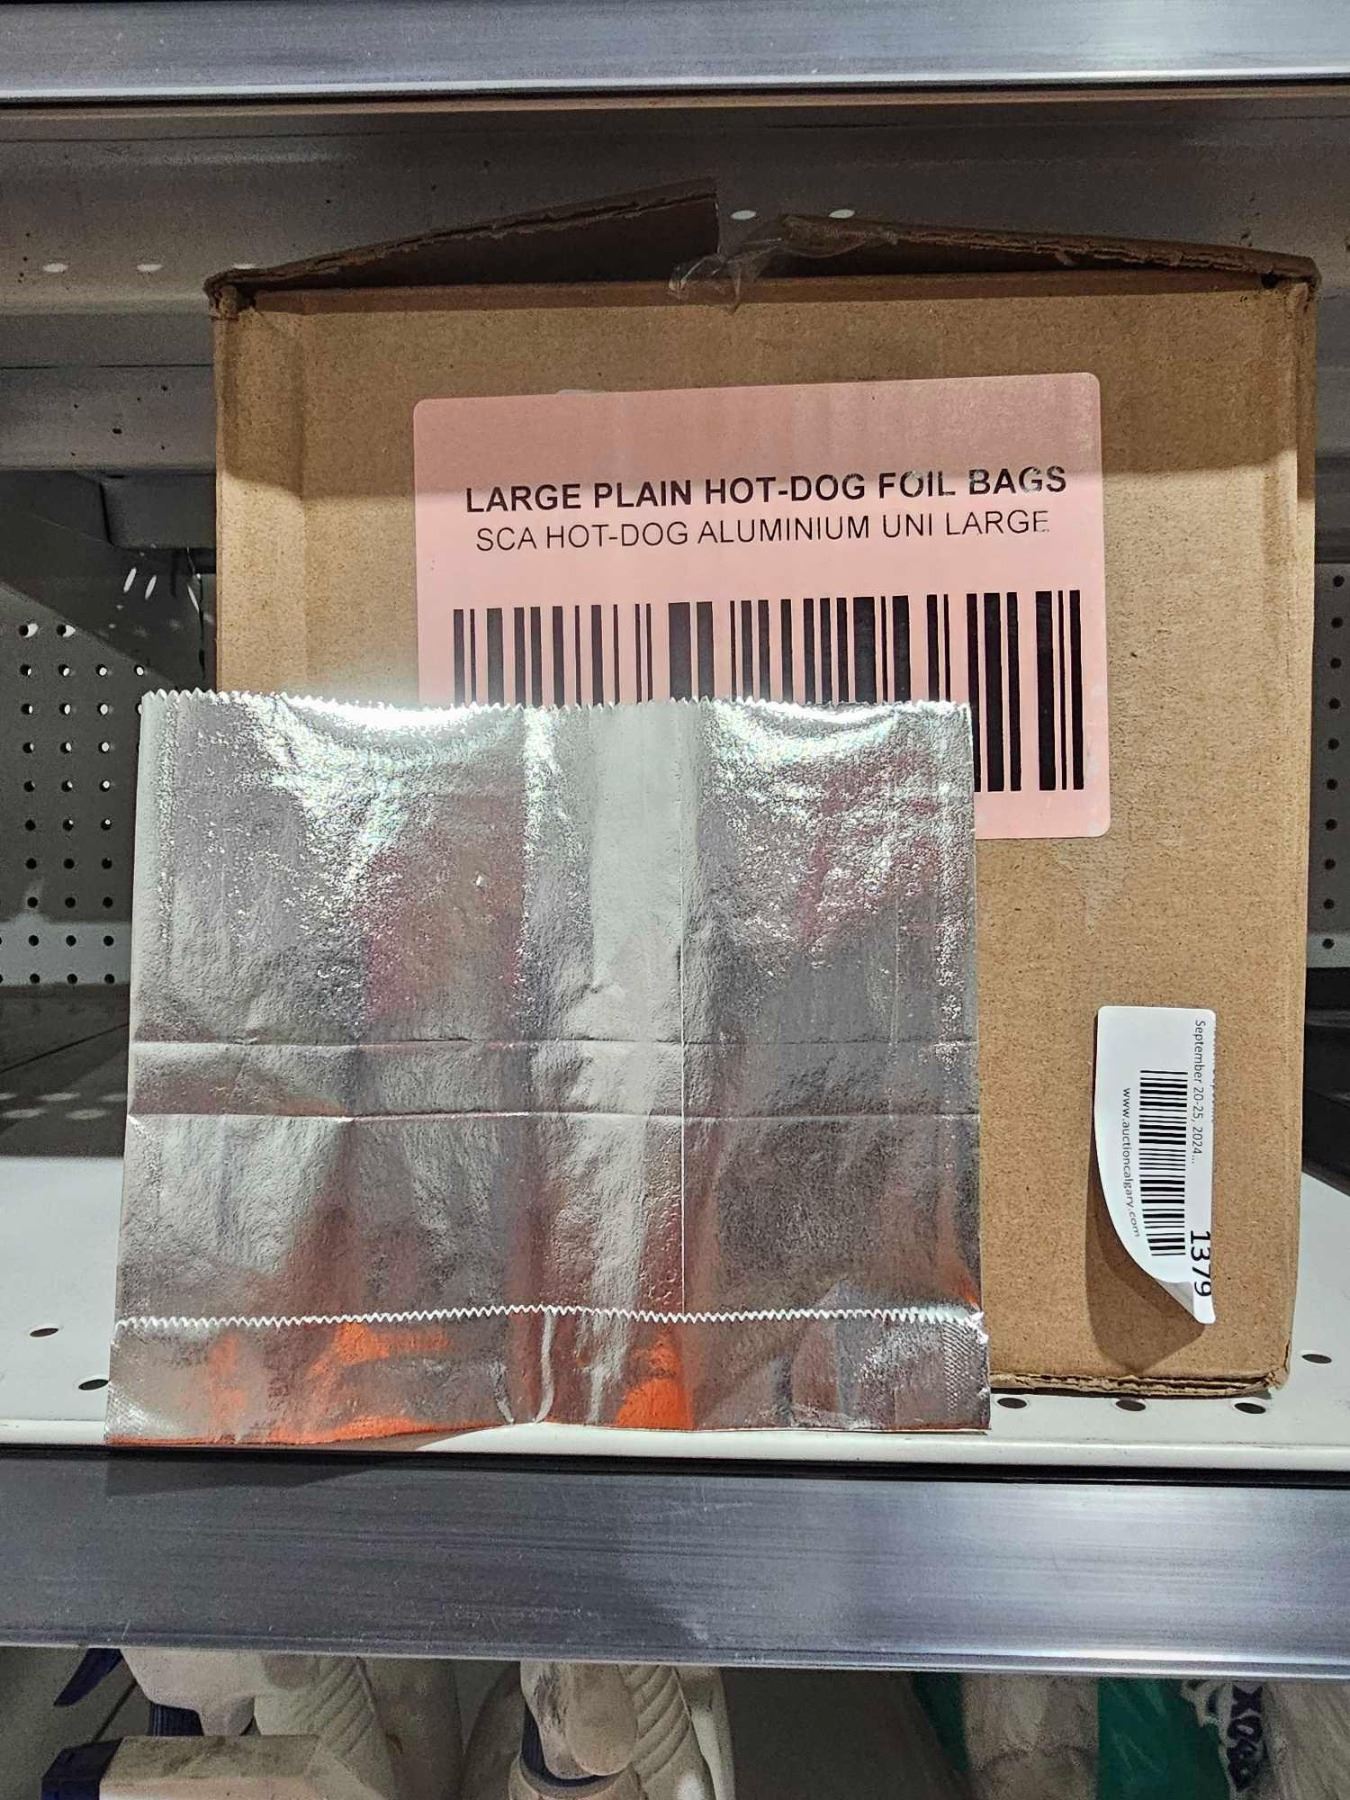 LARGE PLAIN HOT-DOG FOIL BAGS
SCA HOT-DOG ALUMINIUM UNI LARGE
September 20-25, 2024...
1379
www.auctioncalgary.com